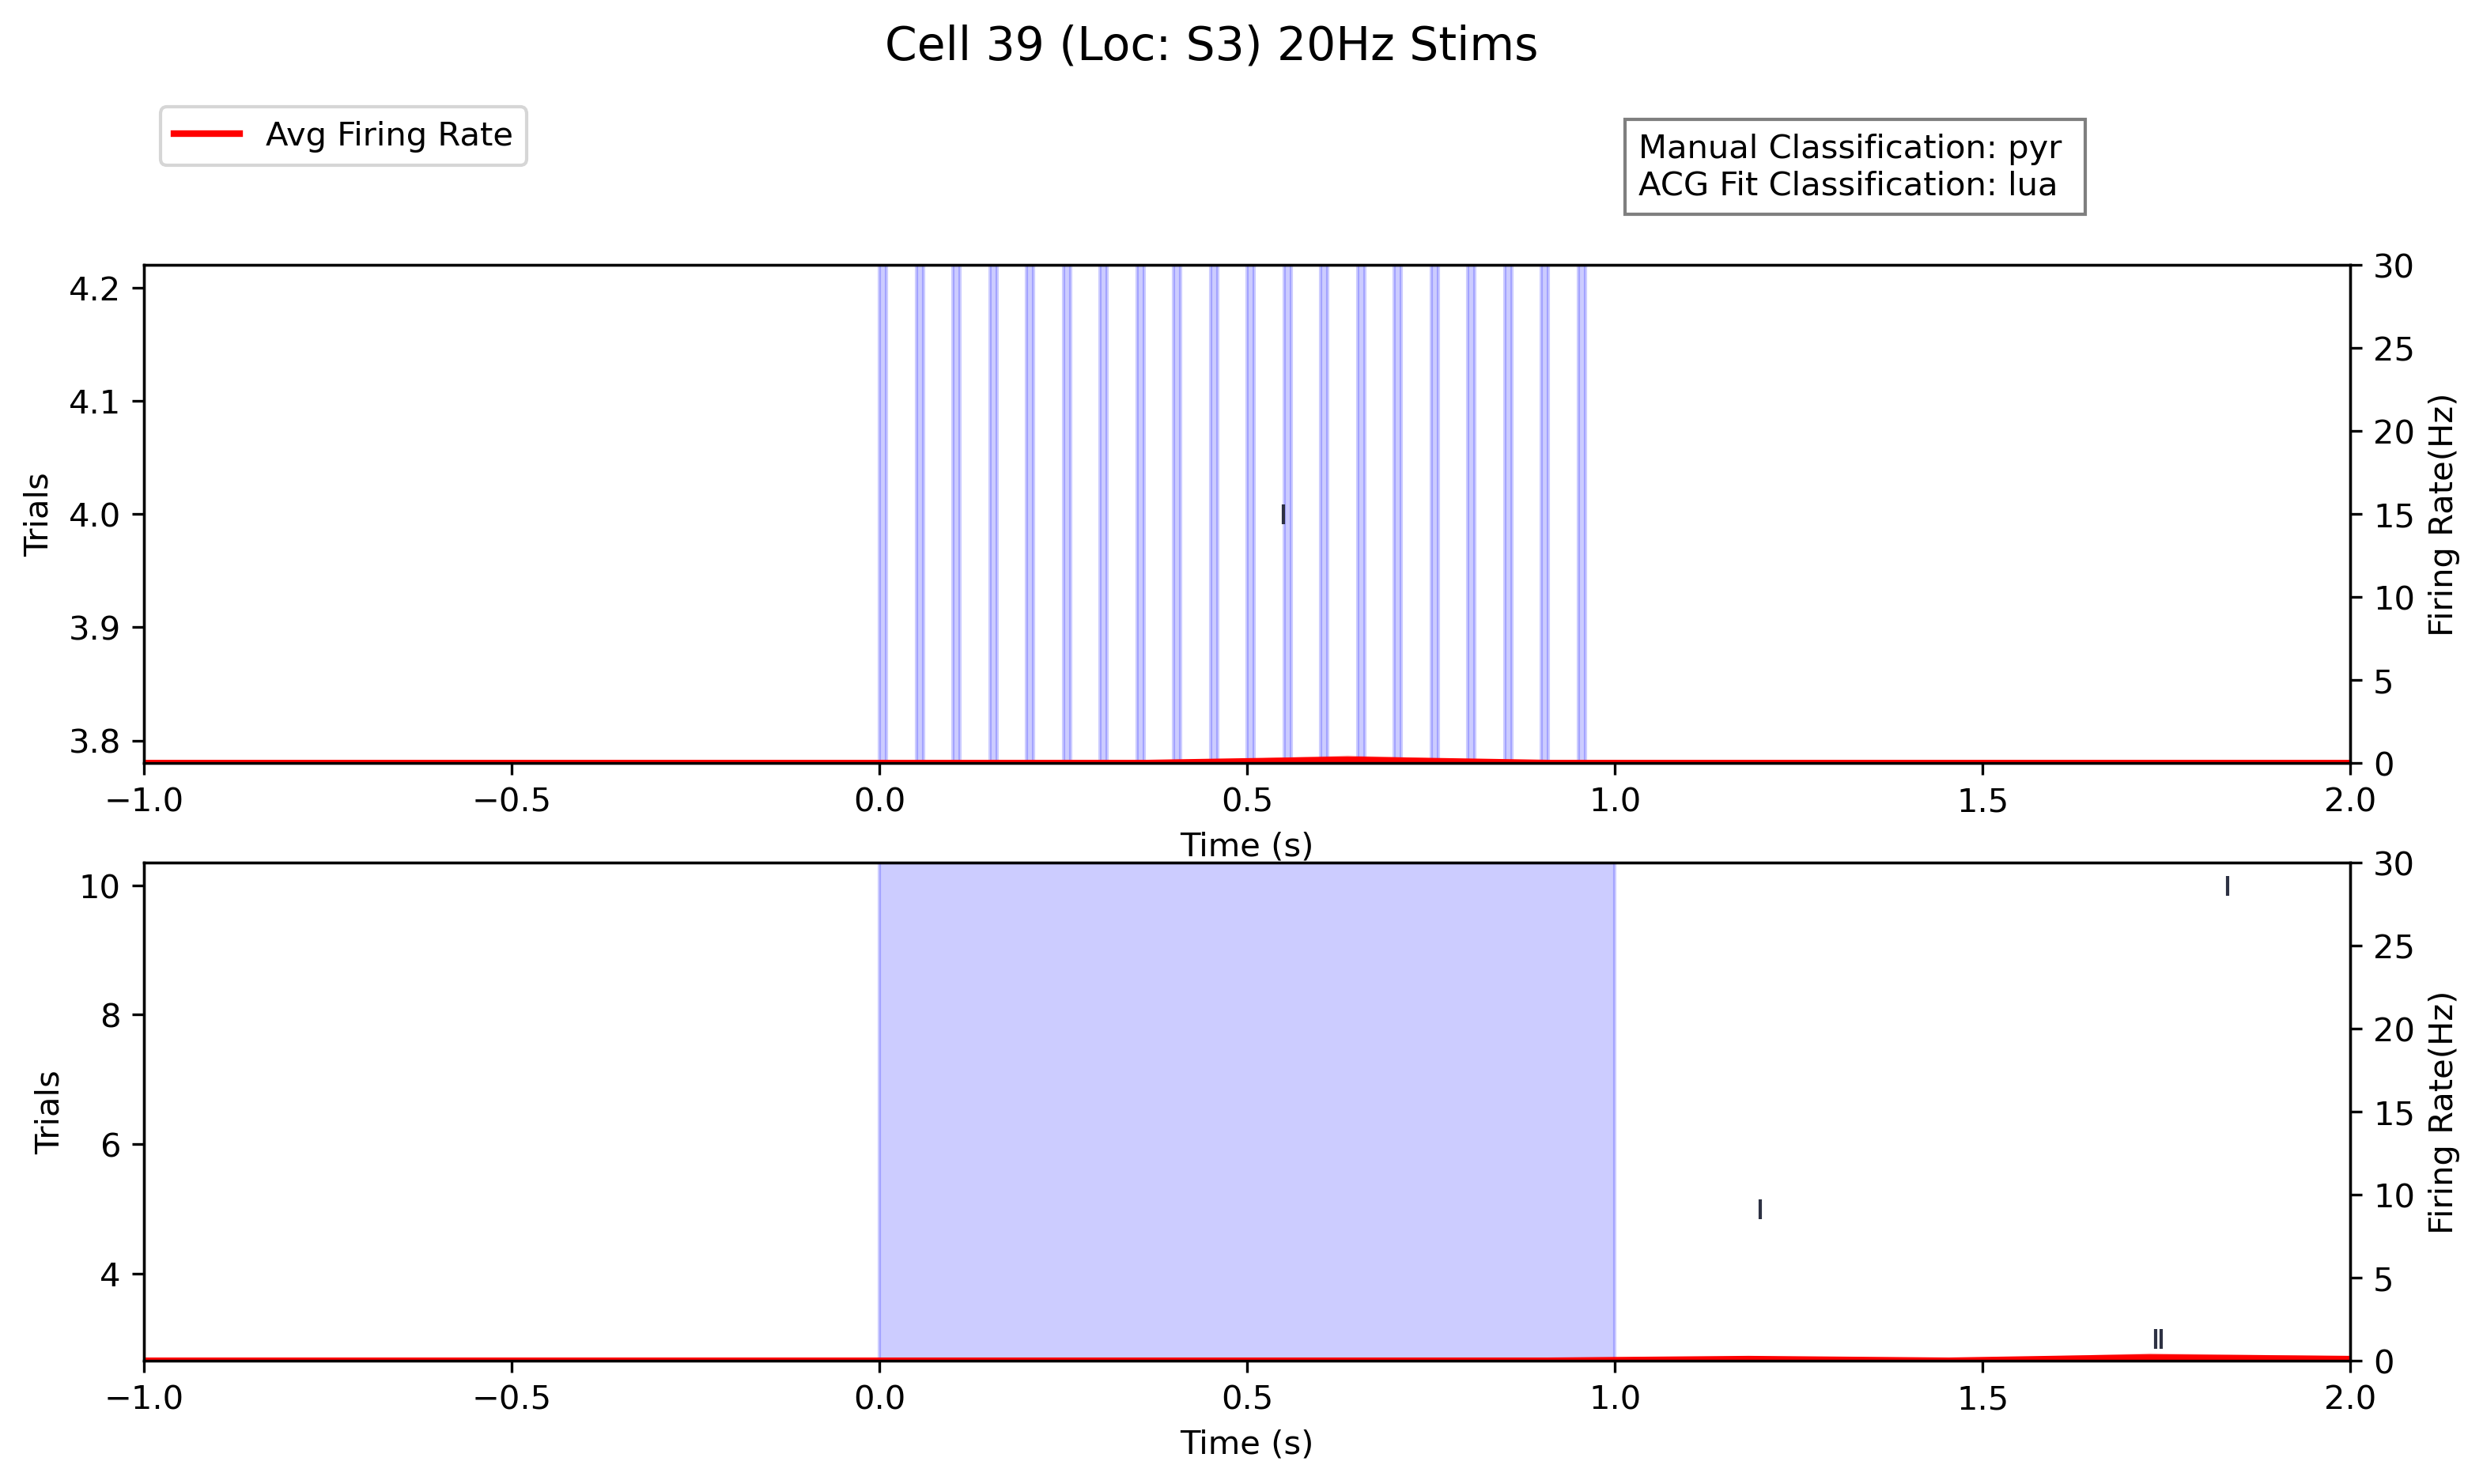 Cell 39 (Loc: S3) 20Hz Stims
Avg Firing Rate
Manual Classification: pyr
ACG Fit Classification: lua
Trials
4.2
4.1
4.0
3.9
3.8
30
25
20
15
10
5
0
Firing Rate(Hz)
−1.0 −0.5 0.0 0.5 1.0 1.5 2.0
Time (s)
Trials
10
8
6
4
30
25
20
15
10
5
0
Firing Rate(Hz)
−1.0 −0.5 0.0 0.5 1.0 1.5 2.0
Time (s)